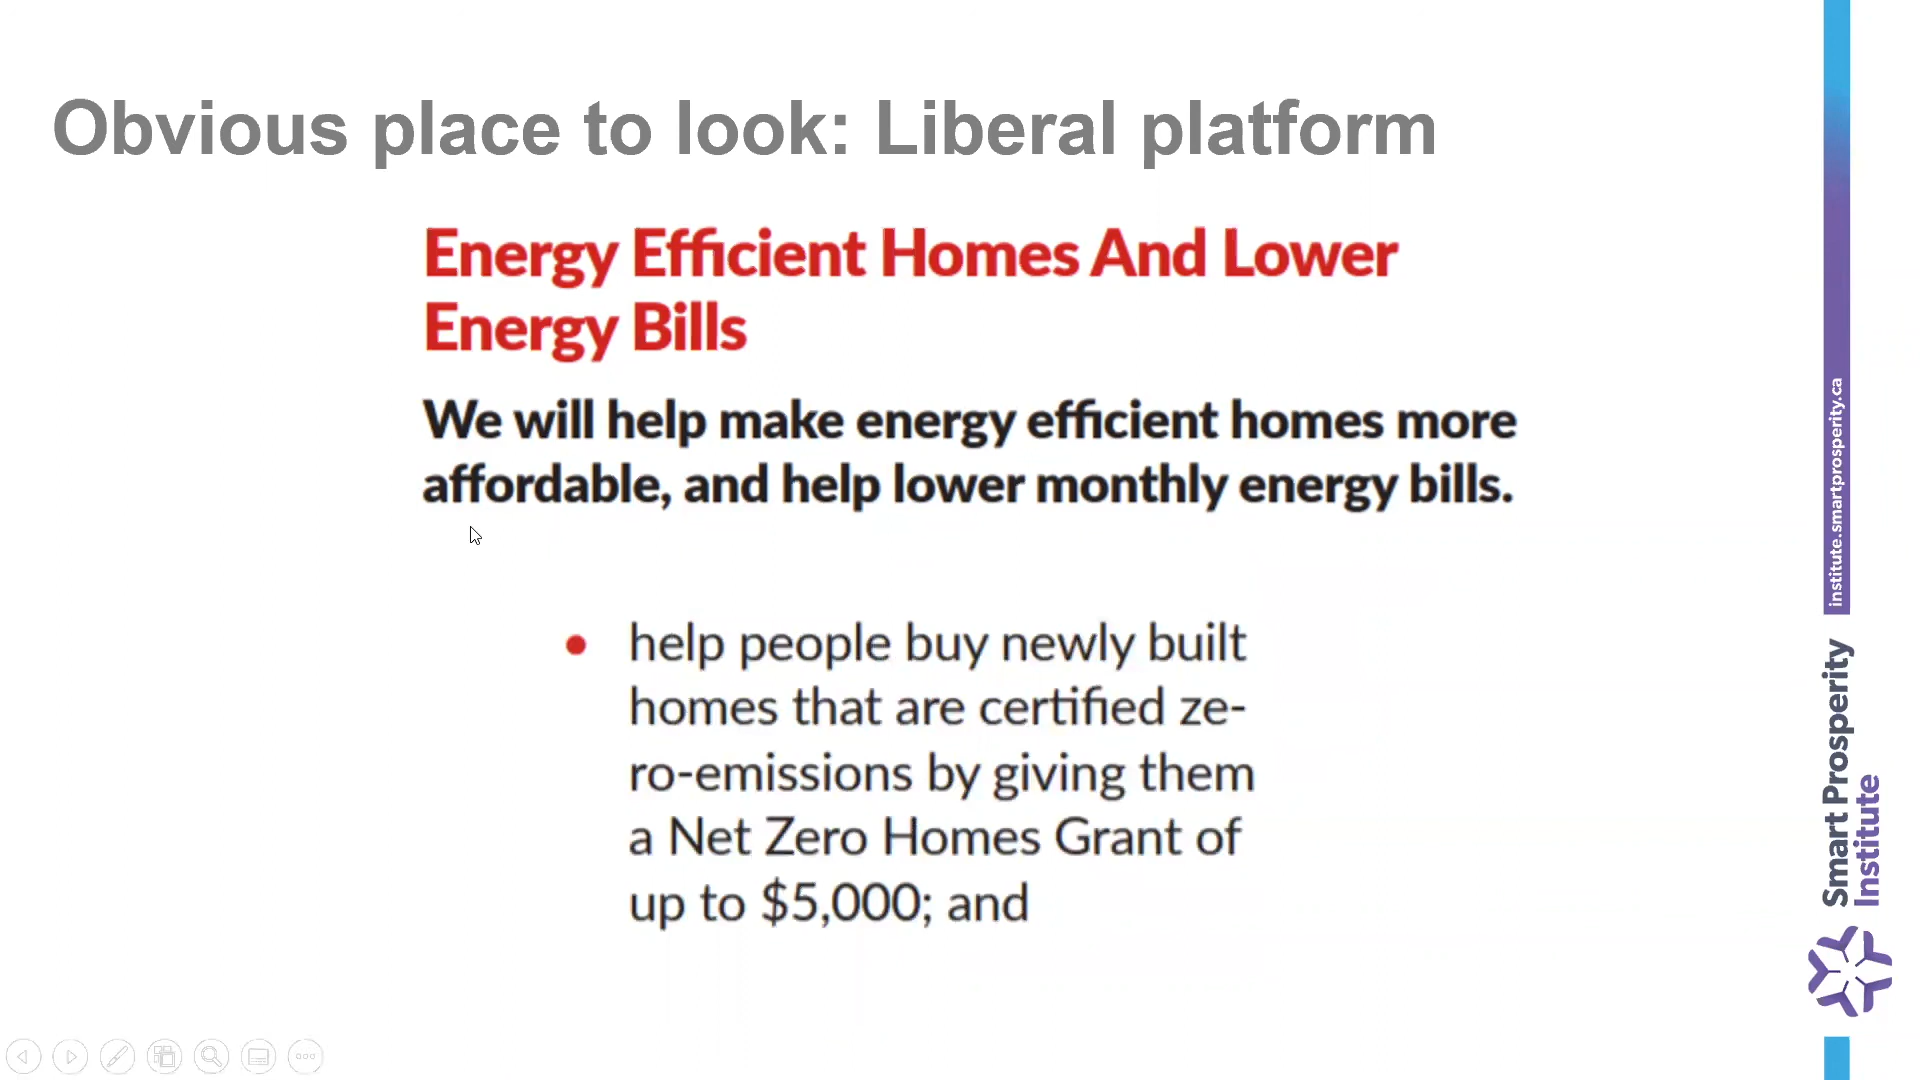 Obvious place to look: Liberal platform
Energy Efficient Homes And Lower
Energy Bills
We will help make energy efficient homes more
affordable, and help lower monthly energy bills.
• help people buy newly built
homes that are certified ze-
ro-emissions by giving them
a Net Zero Homes Grant of
up to $5,000; and
institute.smartprosperity.ca
Smart Prosperity
Institute